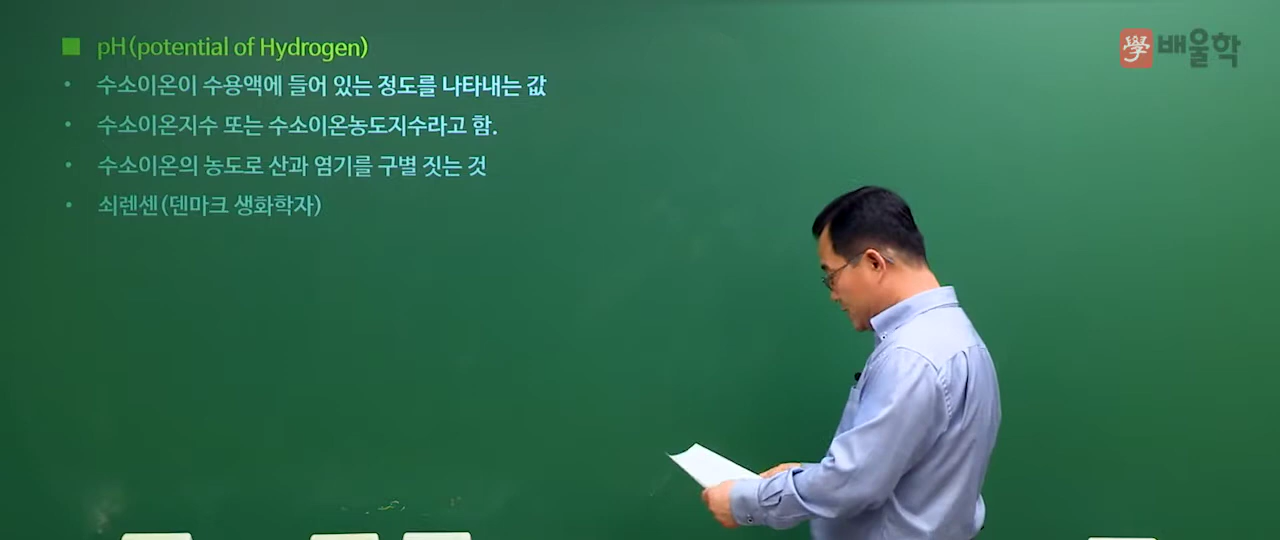 pH(potential of Hydrogen)
學 배울학
• 수소이온이 수용액에 들어 있는 정도를 나타내는 값
• 수소이온지수 또는 수소이온농도지수라고 함.
• 수소이온의 농도로 산과 염기를 구별 짓는 것
• 쇠렌센(덴마크 생화학자)